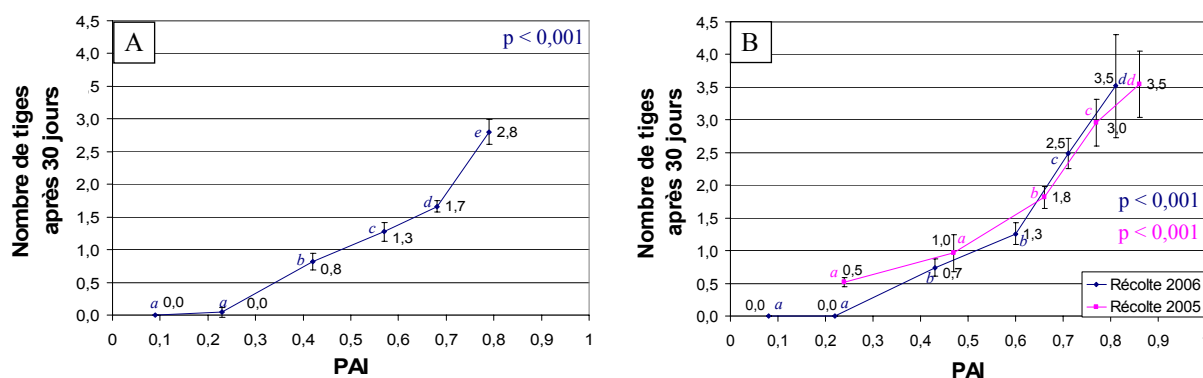 A
p < 0,001
Nombre de tiges
après 30 jours
4,5
4,0
5
3,0
2,5
2,0
1,5
1,0
0,5
0,0
a 0,0
a 0,0
b 0,8
c 1,3
d 1,7
e 2,8
0 0,1 0,2 0,3 0,4 0,5 0,6 0,7 0,8 0,9 1
PAI
B
Nombre de tiges
après 30 jours
4,5
4,0
3,5
3,0
2,5
2,0
1,5
1,0
0,5
0,0
0,0 a
0,0 a
0,5 a
b 0,7
1,0 a
1,3 b
b 1,8
2,5 c
c 3,0
3,5 d
d 3,5
p < 0,001
p < 0,001
Récolte 2006
Récolte 2005
0 0,1 0,2 0,3 0,4 0,5 0,6 0,7 0,8 0,9 1
PAI